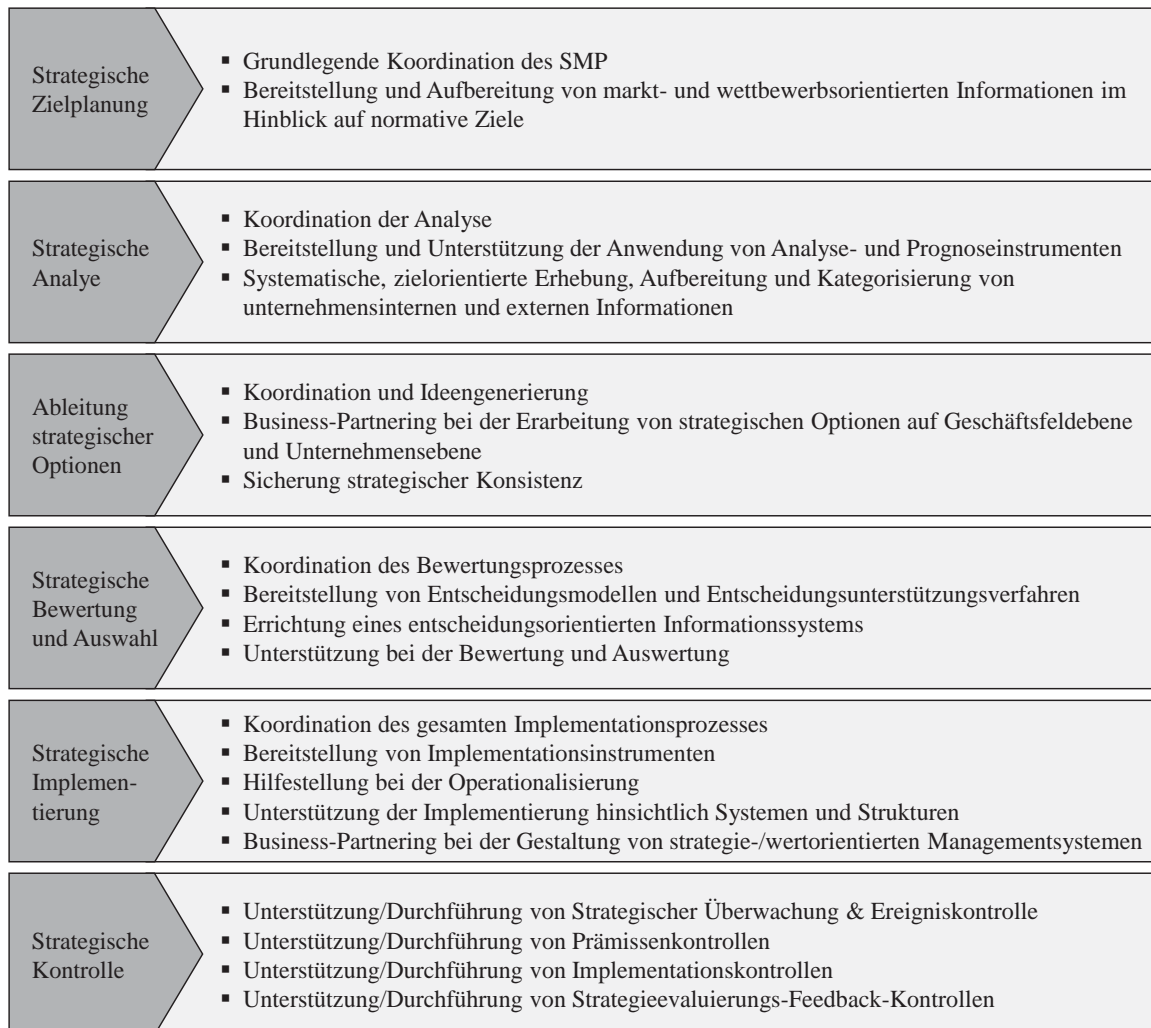 Strategische
Zielplanung
▪ Grundlegende Koordination des SMP
▪ Bereitstellung und Aufbereitung von markt- und wettbewerbsorientierten Informationen im
Hinblick auf normative Ziele
Strategische
Analye
▪ Koordination der Analyse
▪ Bereitstellung und Unterstützung der Anwendung von Analyse- und Prognoseinstrumenten
▪ Systematische, zielorientierte Erhebung, Aufbereitung und Kategorisierung von
unternehmensinternen und externen Informationen
Ableitung
strategischer
Optionen
▪ Koordination und Ideengenerierung
▪ Business-Partnering bei der Erarbeitung von strategischen Optionen auf Geschäftsfeldebene
und Unternehmensebene
▪ Sicherung strategischer Konsistenz
Strategische
Bewertung
und Auswahl
▪ Koordination des Bewertungsprozesses
▪ Bereitstellung von Entscheidungsmodellen und Entscheidungsunterstützungsverfahren
▪ Errichtung eines entscheidungsorientierten Informationssystems
▪ Unterstützung bei der Bewertung und Auswertung
Strategische
Implemen-
tierung
▪ Koordination des gesamten Implementationsprozesses
▪ Bereitstellung von Implementationsinstrumenten
▪ Hilfestellung bei der Operationalisierung
▪ Unterstützung der Implementierung hinsichtlich Systemen und Strukturen
▪ Business-Partnering bei der Gestaltung von strategie-/wertorientierten Managementsystemen
Strategische
Kontrolle
▪ Unterstützung/Durchführung von Strategischer Überwachung & Ereigniskontrolle
▪ Unterstützung/Durchführung von Prämissenkontrollen
▪ Unterstützung/Durchführung von Implementationskontrollen
▪ Unterstützung/Durchführung von Strategieevaluierungs-Feedback-Kontrollen